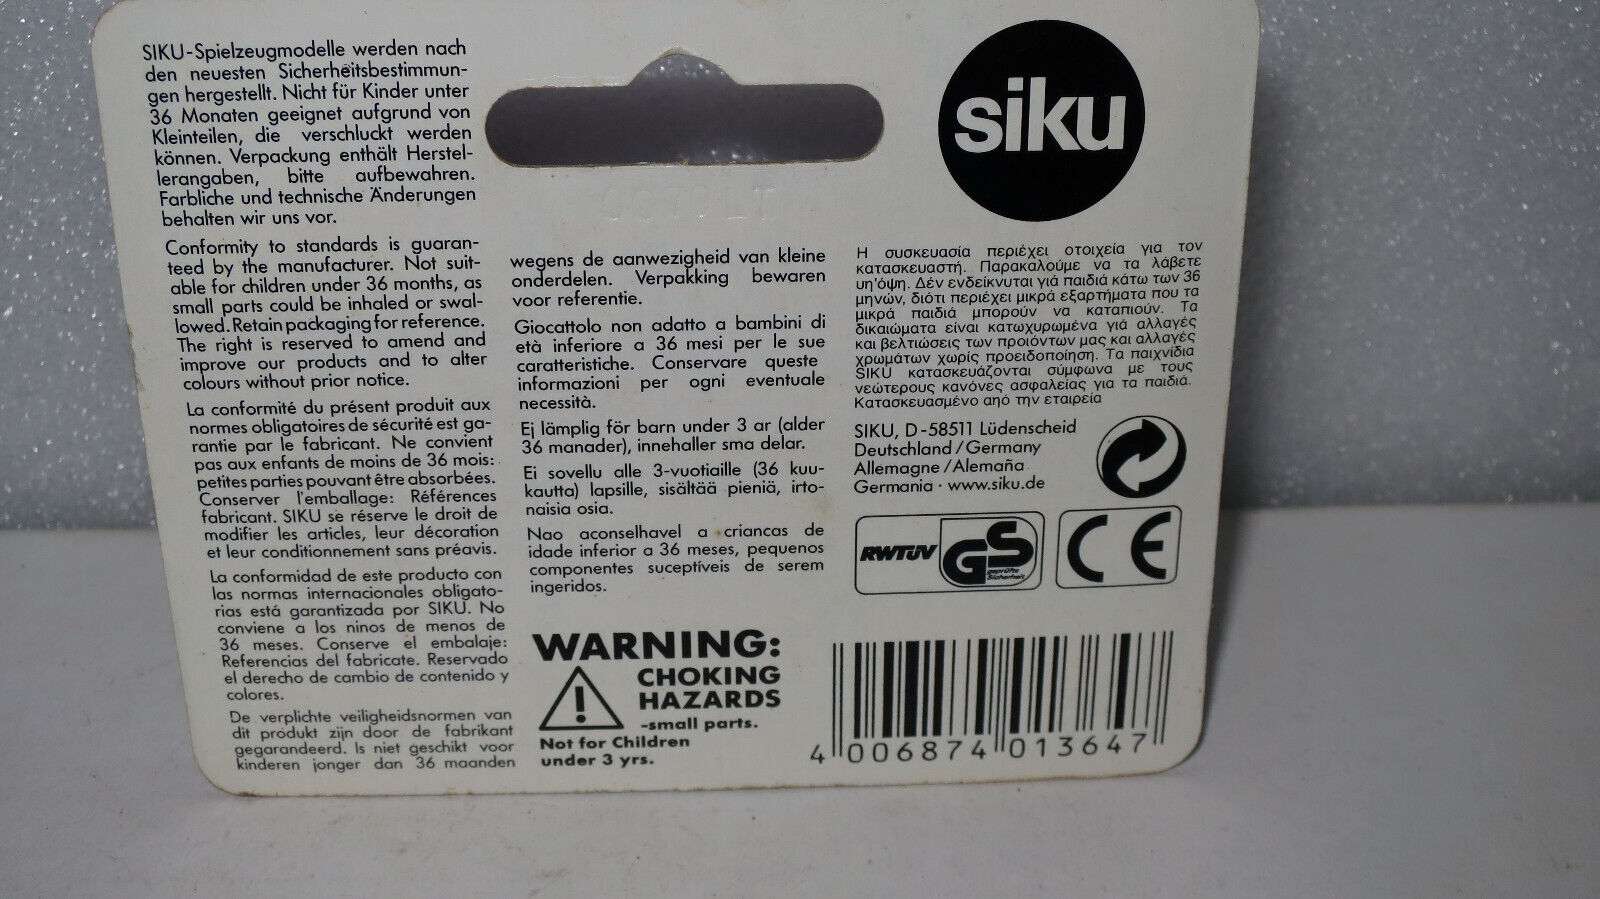 SIKU-Spielzeugmodelle werden nach
den neuesten Sicherheitsbestimmun-
gen hergestellt. Nicht für Kinder unter
36 Monaten geeignet aufgrund von
Kleinteilen, die verschluckt werden
können. Verpackung enthält Herstel-
lerangaben, bitte aufbewahren.
Farbliche und technische Änderungen
behalten wir uns vor.
Conformity to standards is guaran-
teed by the manufacturer. Not suit-
able for children under 36 months, as
small parts could be inhaled or swal-
lowed. Retain packaging for reference.
The right is reserved to amend and
improve our products and to alter
colours without prior notice.
La conformité du présent produit aux
normes obligatoires de sécurité est ga-
rantie par le fabricant. Ne convient
pas aux enfants de moins de 36 mois:
petites parties pouvant être absorbées.
Conserver l'emballage: Références
fabricant. SIKU se réserve le droit de
modifier les articles, leur décoration
et leur conditionnement sans préavis.
La conformidad de este producto con
las normas internacionales obligato-
rias está garantizada por SIKU. No
conviene a los ninos de menos de
36 meses. Conserve el embalaje:
Referencias del fabricate. Reservado
el derecho de cambio de contenido y
colores.
De verplichte veiligheidsnormen van
dit produkt zijn door de fabrikant
gegarandeerd. Is niet geschikt voor
kinderen jonger dan 36 maanden
wegens de aanwezigheid van kleine
onderdelen. Verpakking bewaren
voor referentie.
Giocattolo non adatto a bambini di
età inferiore a 36 mesi per le sue
caratteristiche. Conservare queste
informazioni per ogni eventuale
necessità.
Ej lämplig för barn under 3 ar (alder
36 manader), innehaller sma delar.
Ei sovellu alle 3-vuotiaille (36 kuu-
kautta) lapsille, sisältää pieniä, irto-
naisia osia.
Nao aconselhavel a criancas de
idade inferior a 36 meses, pequenos
componentes suceptíveis de serem
ingeridos.
WARNING:
CHOKING
HAZARDS
-small parts.
Not for Children
under 3 yrs.
siku
Η συσκευασία περιέχει οτοιχεία για τον
κατασκευαστή. Παρακαλούμε να τα λάβετε
υη'όψη. Δέν ενδείκνυται γιά παιδιά κάτω των 36
μηνών, διότι περιέχει μικρά εξαρτήματα που τα
μικρά παιδιά μπορούν να καταπιούν. Τα
δικαιώματα είναι κατωχυρωμένα γιά αλλαγές
και βελτιώσεις των προιόντων μας και αλλαγές
χρωμάτων χωρίς προειδοποίηση. Τα παιχνίδια
SIKU κατασκευάζονται σύμφωνα με τους
νεώτερους κανόνες ασφαλείας για τα παιδιά.
Κατασκευασμένο αηό την εταιρεία
SIKU, D-58511 Lüdenscheid
Deutschland/Germany
Allemagne/Alemaña
Germania · www.siku.de
RWTÜV GS geprüfte Sicherheit CE
4 006874 013647